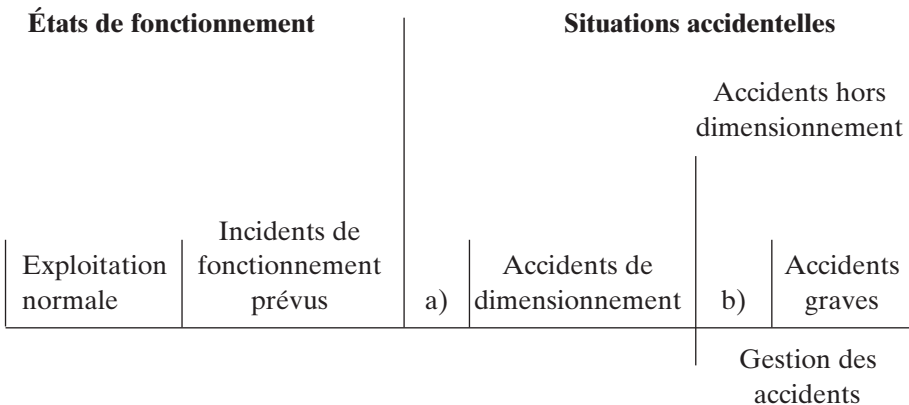 États de fonctionnement
Situations accidentelles
Accidents hors
dimensionnement
Exploitation
normale
Incidents de
fonctionnement
prévus
a)
Accidents de
dimensionnement
b)
Accidents
graves
Gestion des
accidents